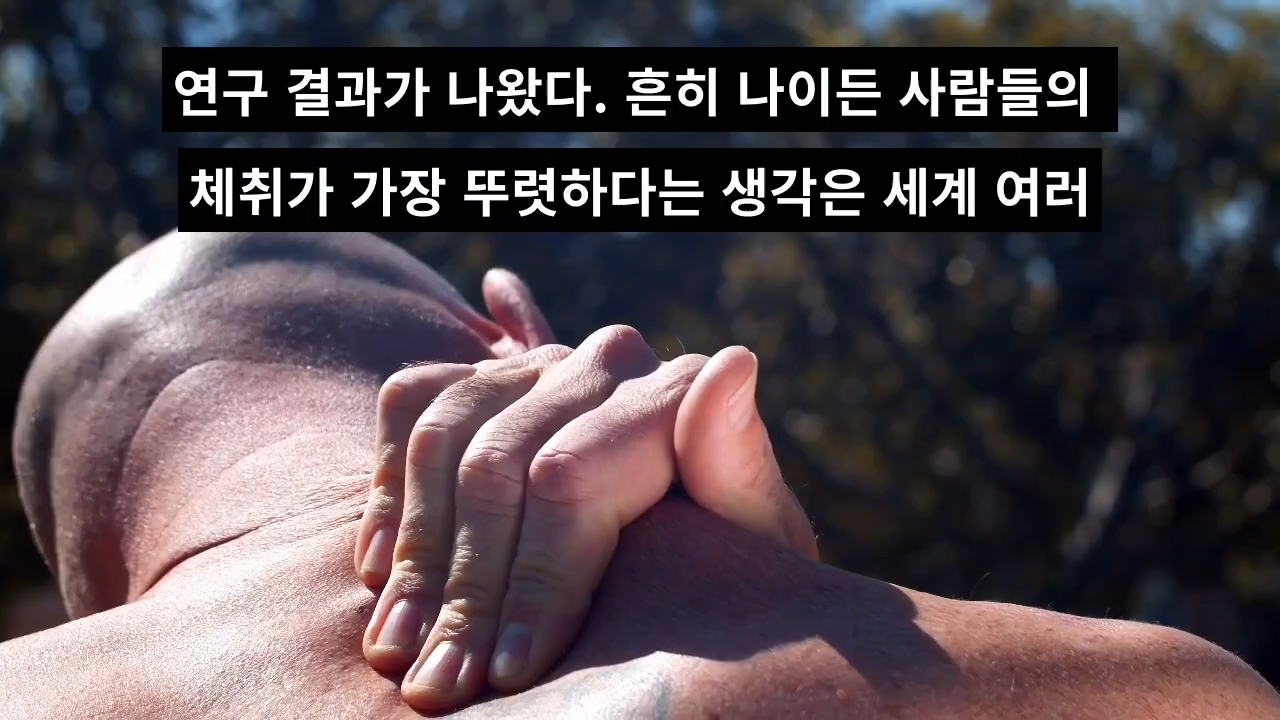 연구 결과가 나왔다. 흔히 나이든 사람들의
체취가 가장 뚜렷하다는 생각은 세계 여러